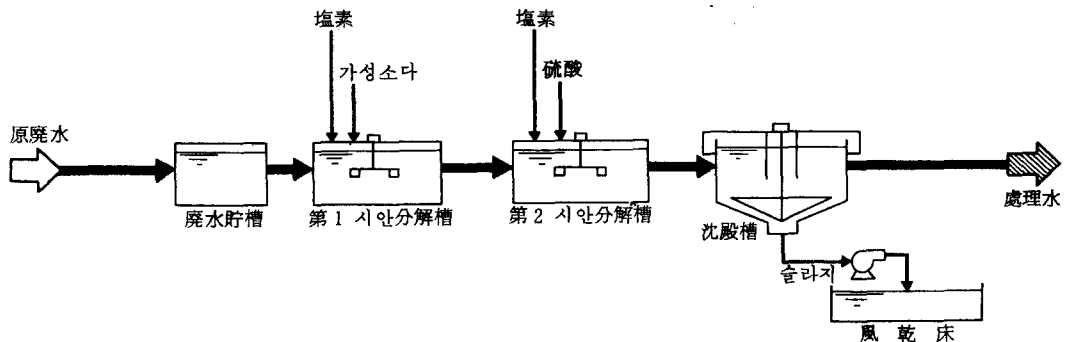 塩素
塩素
가성소다
硫酸
原廃水
廃水貯槽
第1 시안分解槽
第2 시안分解槽
沈殿槽
處理水
슬라지
風乾床